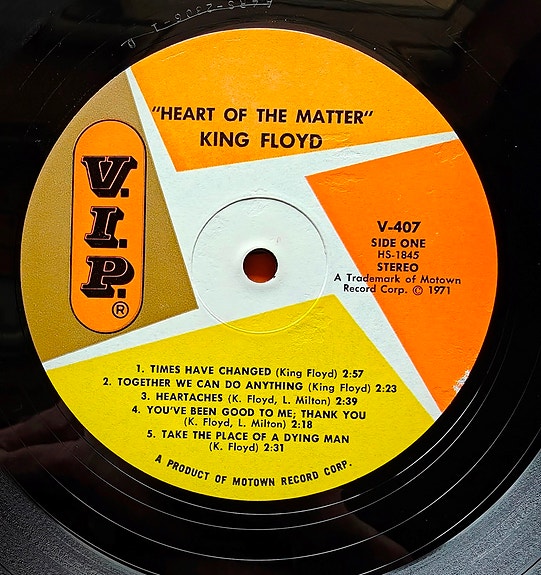 "HEART OF THE MATTER"
KING FLOYD
V.I.P.®
V-407
SIDE ONE
HS-1845
STEREO
A Trademark of Motown
Record Corp. © 1971
1. TIMES HAVE CHANGED (King Floyd) 2:57
2. TOGETHER WE CAN DO ANYTHING (King Floyd) 2:23
3. HEARTACHES (K. Floyd, L. Milton) 2:39
4. YOU'VE BEEN GOOD TO ME; THANK YOU
(K. Floyd, L. Milton) 2:18
5. TAKE THE PLACE OF A DYING MAN
(K. Floyd) 2:31
A PRODUCT OF MOTOWN RECORD CORP.